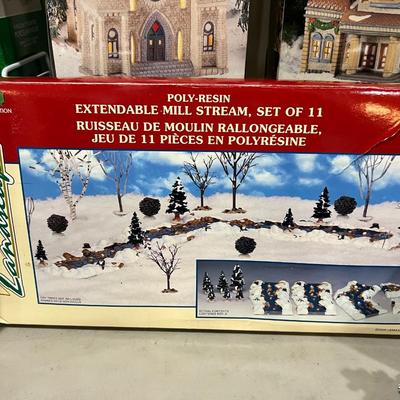 POLY-RESIN
EXTENDABLE MILL STREAM, SET OF 11
RUISSEAU DE MOULIN RALLONGEABLE,
JEU DE 11 PIÈCES EN POLYRÉSINE